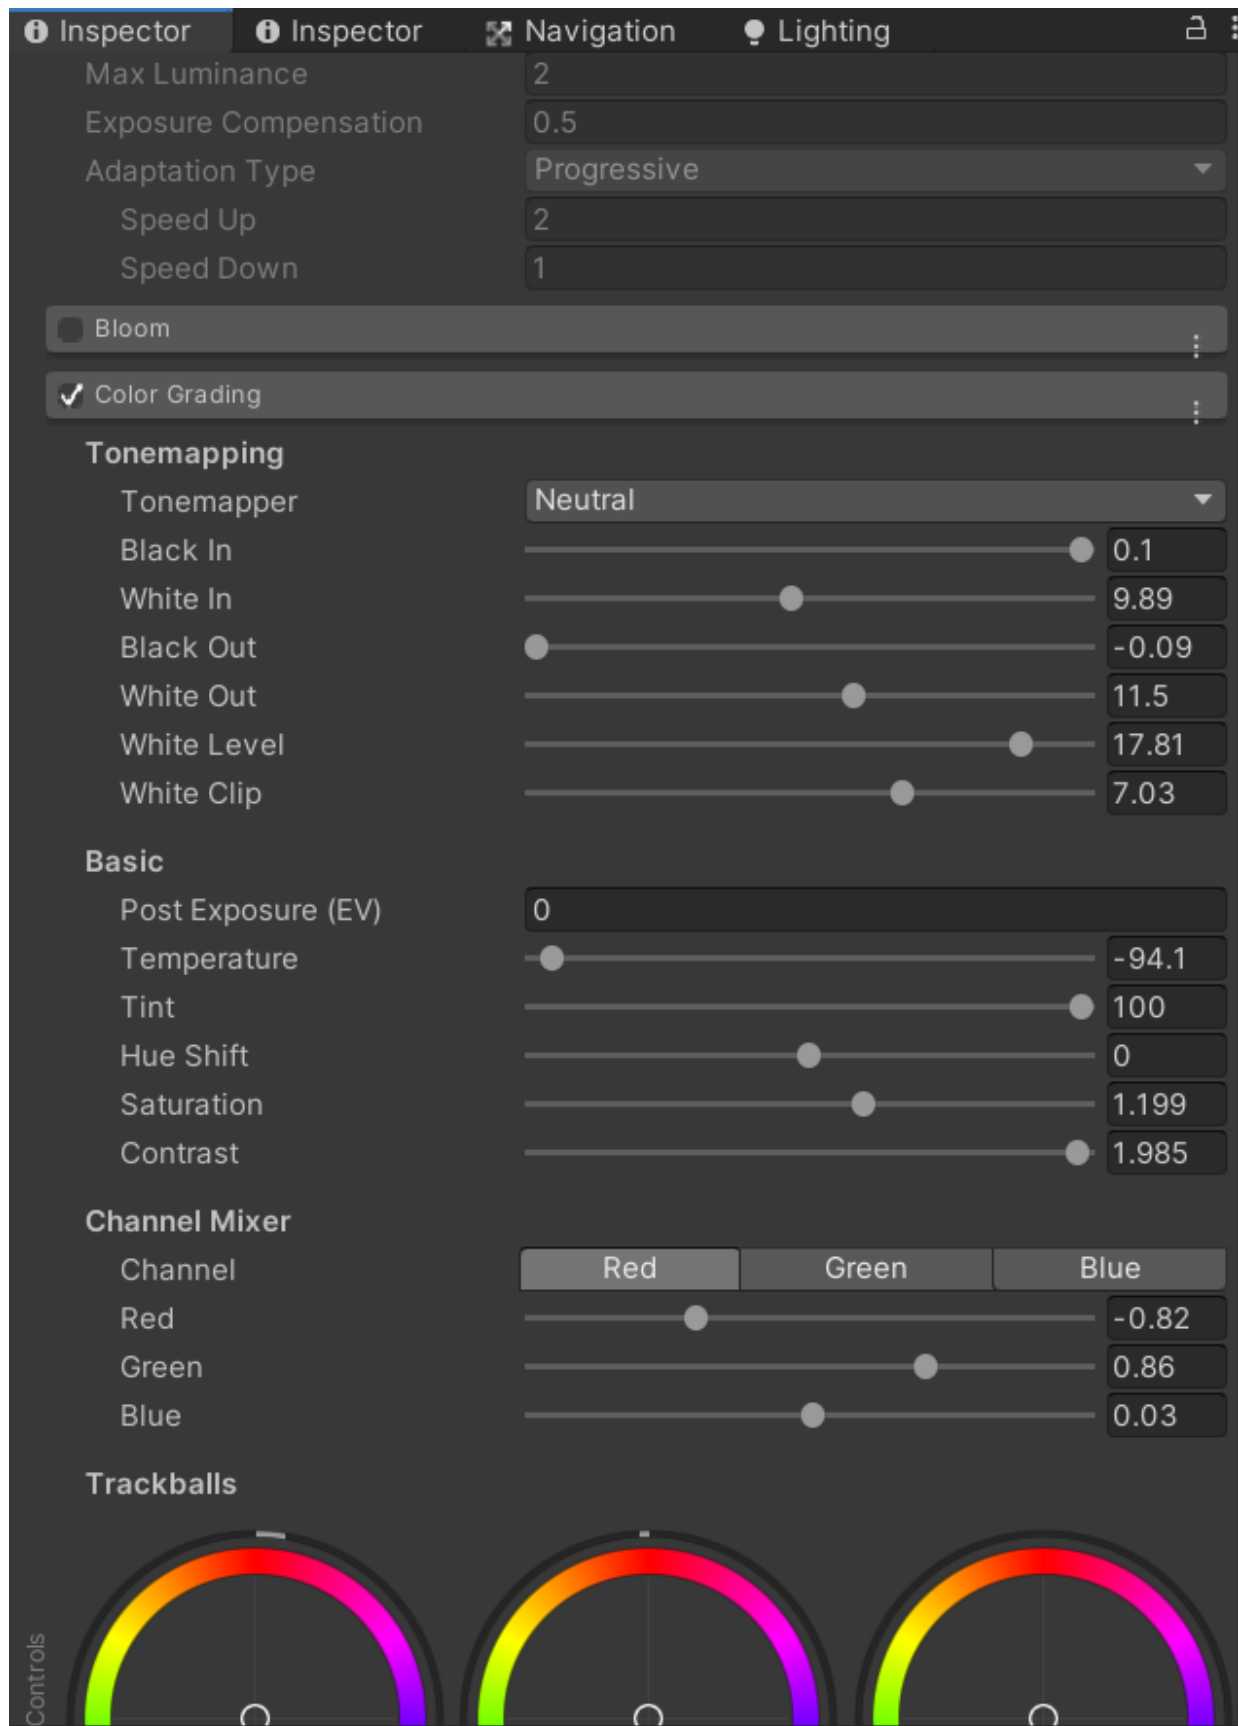 Inspector Inspector Navigation Lighting
Max Luminance 2
Exposure Compensation 0.5
Adaptation Type Progressive
Speed Up 2
Speed Down 1
Bloom
Color Grading
Tonemapping
Tonemapper Neutral
Black In 0.1
White In 9.89
Black Out -0.09
White Out 11.5
White Level 17.81
White Clip 7.03
Basic
Post Exposure (EV) 0
Temperature -94.1
Tint 100
Hue Shift 0
Saturation 1.199
Contrast 1.985
Channel Mixer
Channel Red Green Blue
Red -0.82
Green 0.86
Blue 0.03
Trackballs
Controls